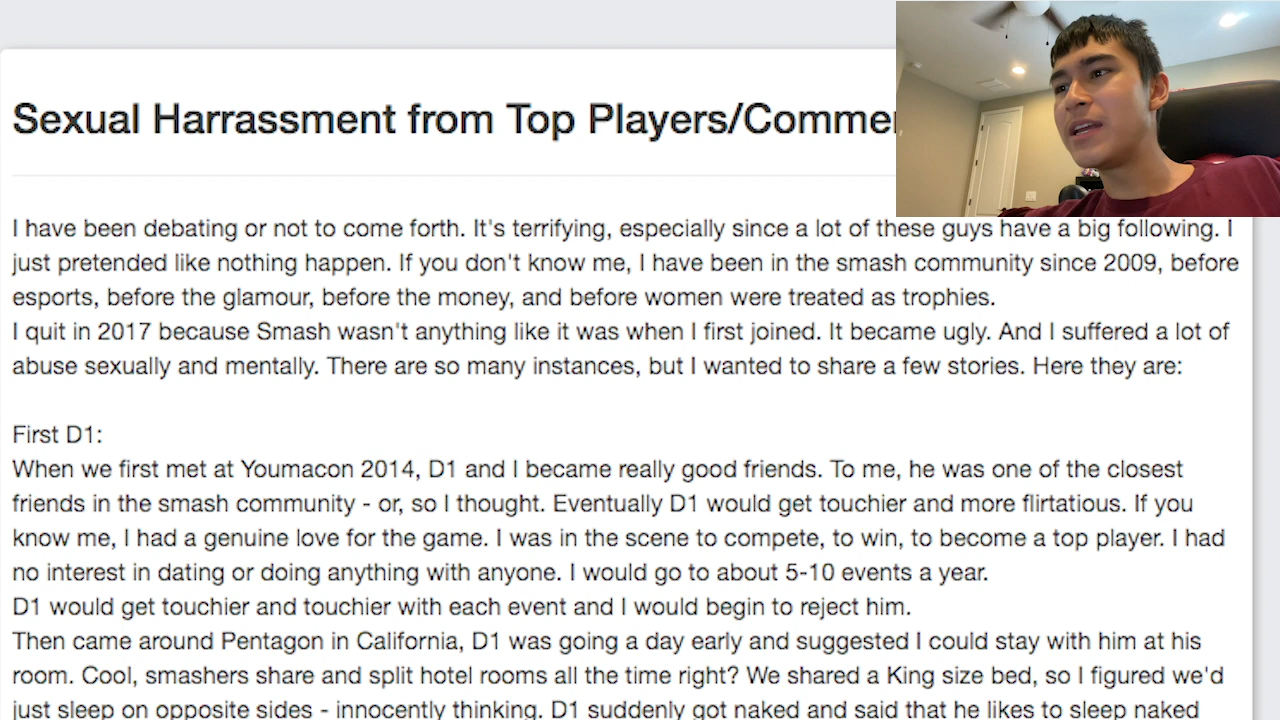 Sexual Harrassment from Top Players/Comme
I have been debating or not to come forth. It's terrifying, especially since a lot of these guys have a big following. I
just pretended like nothing happen. If you don't know me, I have been in the smash community since 2009, before
esports, before the glamour, before the money, and before women were treated as trophies.
I quit in 2017 because Smash wasn't anything like it was when I first joined. It became ugly. And I suffered a lot of
abuse sexually and mentally. There are so many instances, but I wanted to share a few stories. Here they are:
First D1:
When we first met at Youmacon 2014, D1 and I became really good friends. To me, he was one of the closest
friends in the smash community - or, so I thought. Eventually D1 would get touchier and more flirtatious. If you
know me, I had a genuine love for the game. I was in the scene to compete, to win, to become a top player. I had
no interest in dating or doing anything with anyone. I would go to about 5-10 events a year.
D1 would get touchier and touchier with each event and I would begin to reject him.
Then came around Pentagon in California, D1 was going a day early and suggested I could stay with him at his
room. Cool, smashers share and split hotel rooms all the time right? We shared a King size bed, so I figured we'd
just sleep on opposite sides - innocently thinking. D1 suddenly got naked and said that he likes to sleep naked